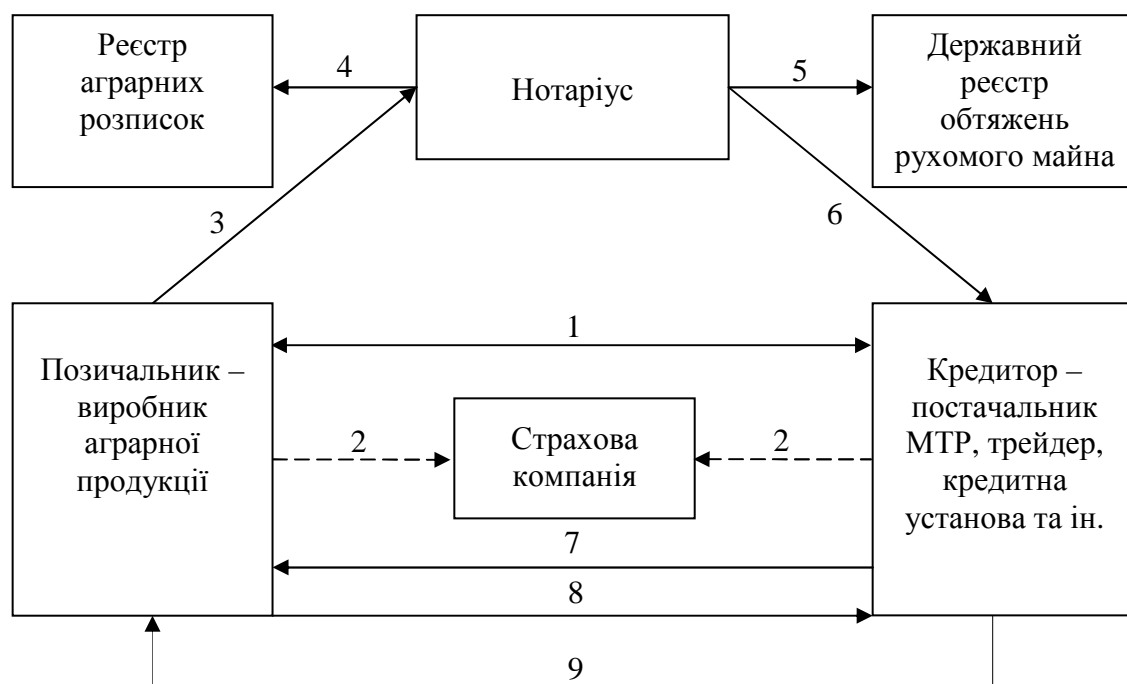 Реєстр
аграрних
розписок
4
Нотаріус
5
Державний
реєстр
обтяжень
рухомого майна
3
6
1
Позичальник –
виробник
аграрної
продукції
2
Страхова
компанія
2
Кредитор –
постачальник
МТР, трейдер,
кредитна
установа та ін.
7
8
9